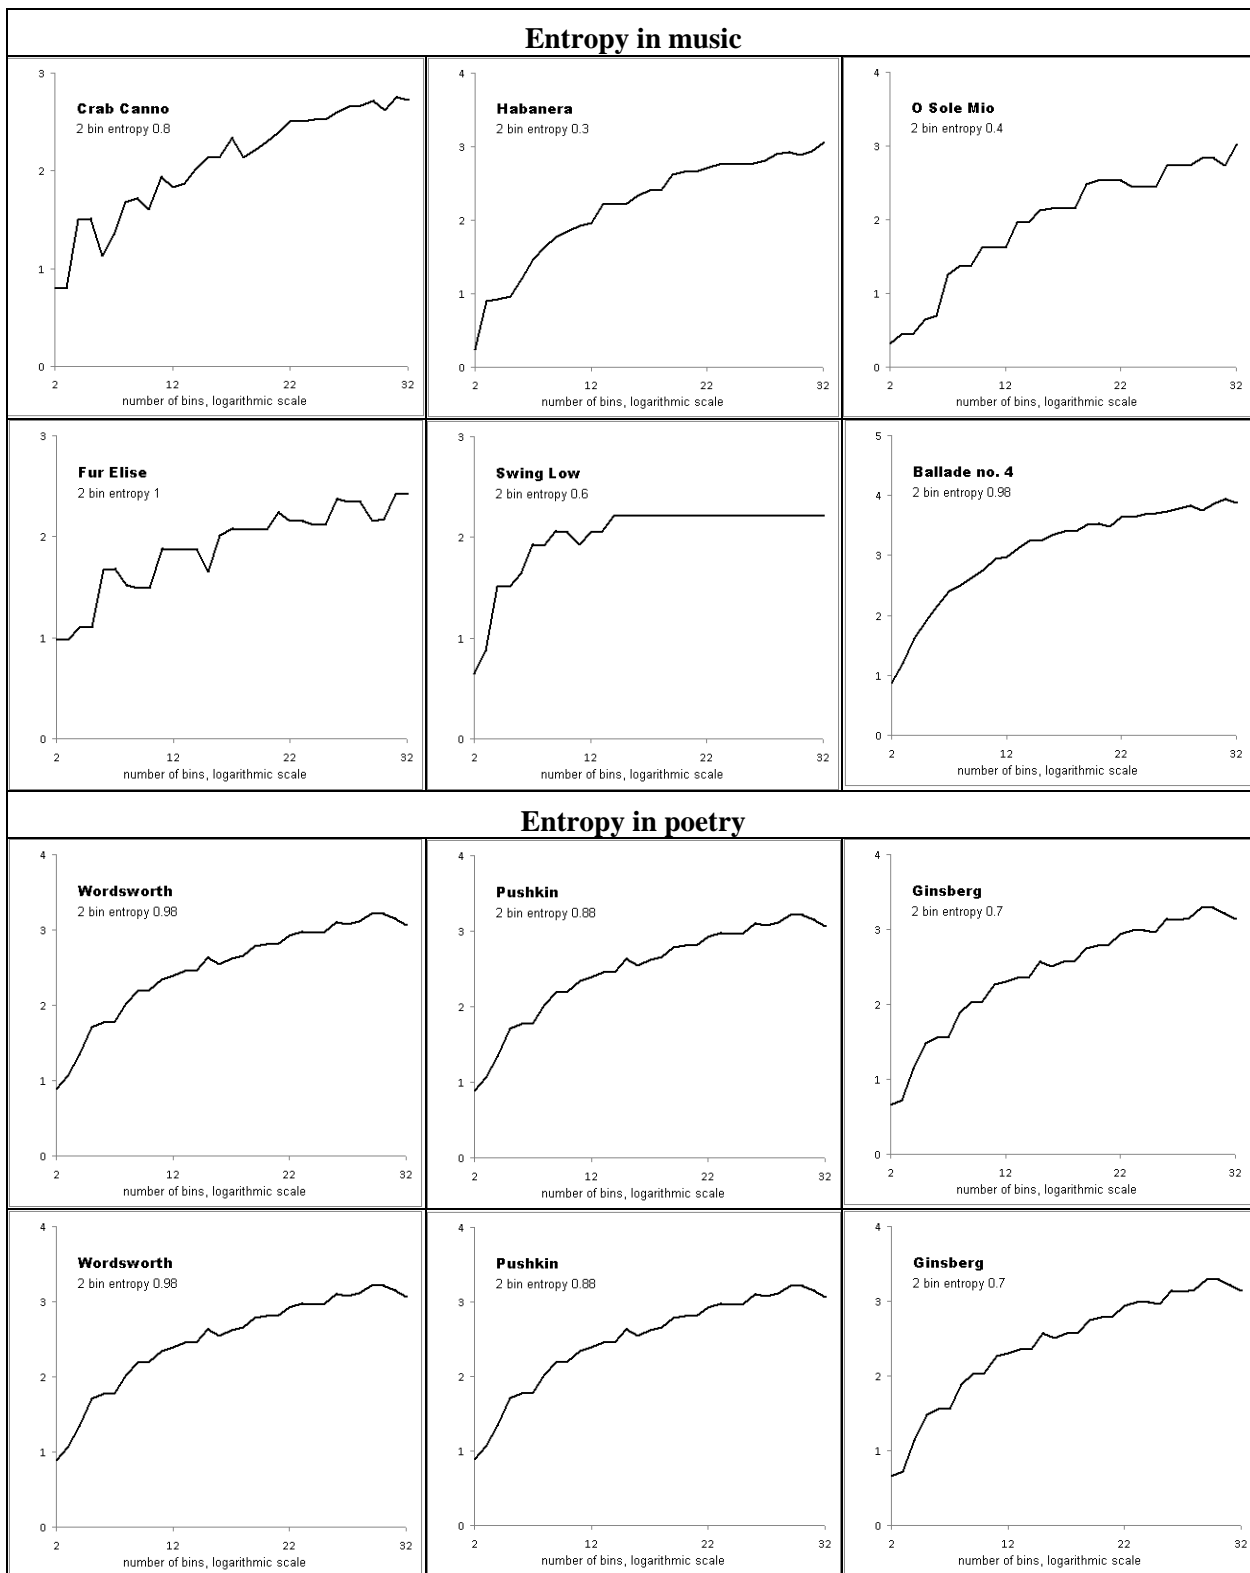 Entropy in music
3
Crab Canno
2 bin entropy 0.8
2
1
0
2 12 22 32
number of bins, logarithmic scale
4
Habanera
2 bin entropy 0.3
3
2
1
0
2 12 22 32
number of bins, logarithmic scale
4
O Sole Mio
2 bin entropy 0.4
3
2
1
0
2 12 22 32
number of bins, logarithmic scale
3
Fur Elise
2 bin entropy 1
2
1
0
2 12 22 32
number of bins, logarithmic scale
3
Swing Low
2 bin entropy 0.6
2
1
0
2 12 22 32
number of bins, logarithmic scale
5
Ballade no. 4
2 bin entropy 0.98
4
3
2
1
0
2 12 22 32
number of bins, logarithmic scale
Entropy in poetry
4
Wordsworth
2 bin entropy 0.98
3
2
1
0
2 12 22 32
number of bins, logarithmic scale
4
Pushkin
2 bin entropy 0.88
3
2
1
0
2 12 22 32
number of bins, logarithmic scale
4
Ginsberg
2 bin entropy 0.7
3
2
1
0
2 12 22 32
number of bins, logarithmic scale
4
Wordsworth
2 bin entropy 0.98
3
2
1
0
2 12 22 32
number of bins, logarithmic scale
4
Pushkin
2 bin entropy 0.88
3
2
1
0
2 12 22 32
number of bins, logarithmic scale
4
Ginsberg
2 bin entropy 0.7
3
2
1
0
2 12 22 32
number of bins, logarithmic scale